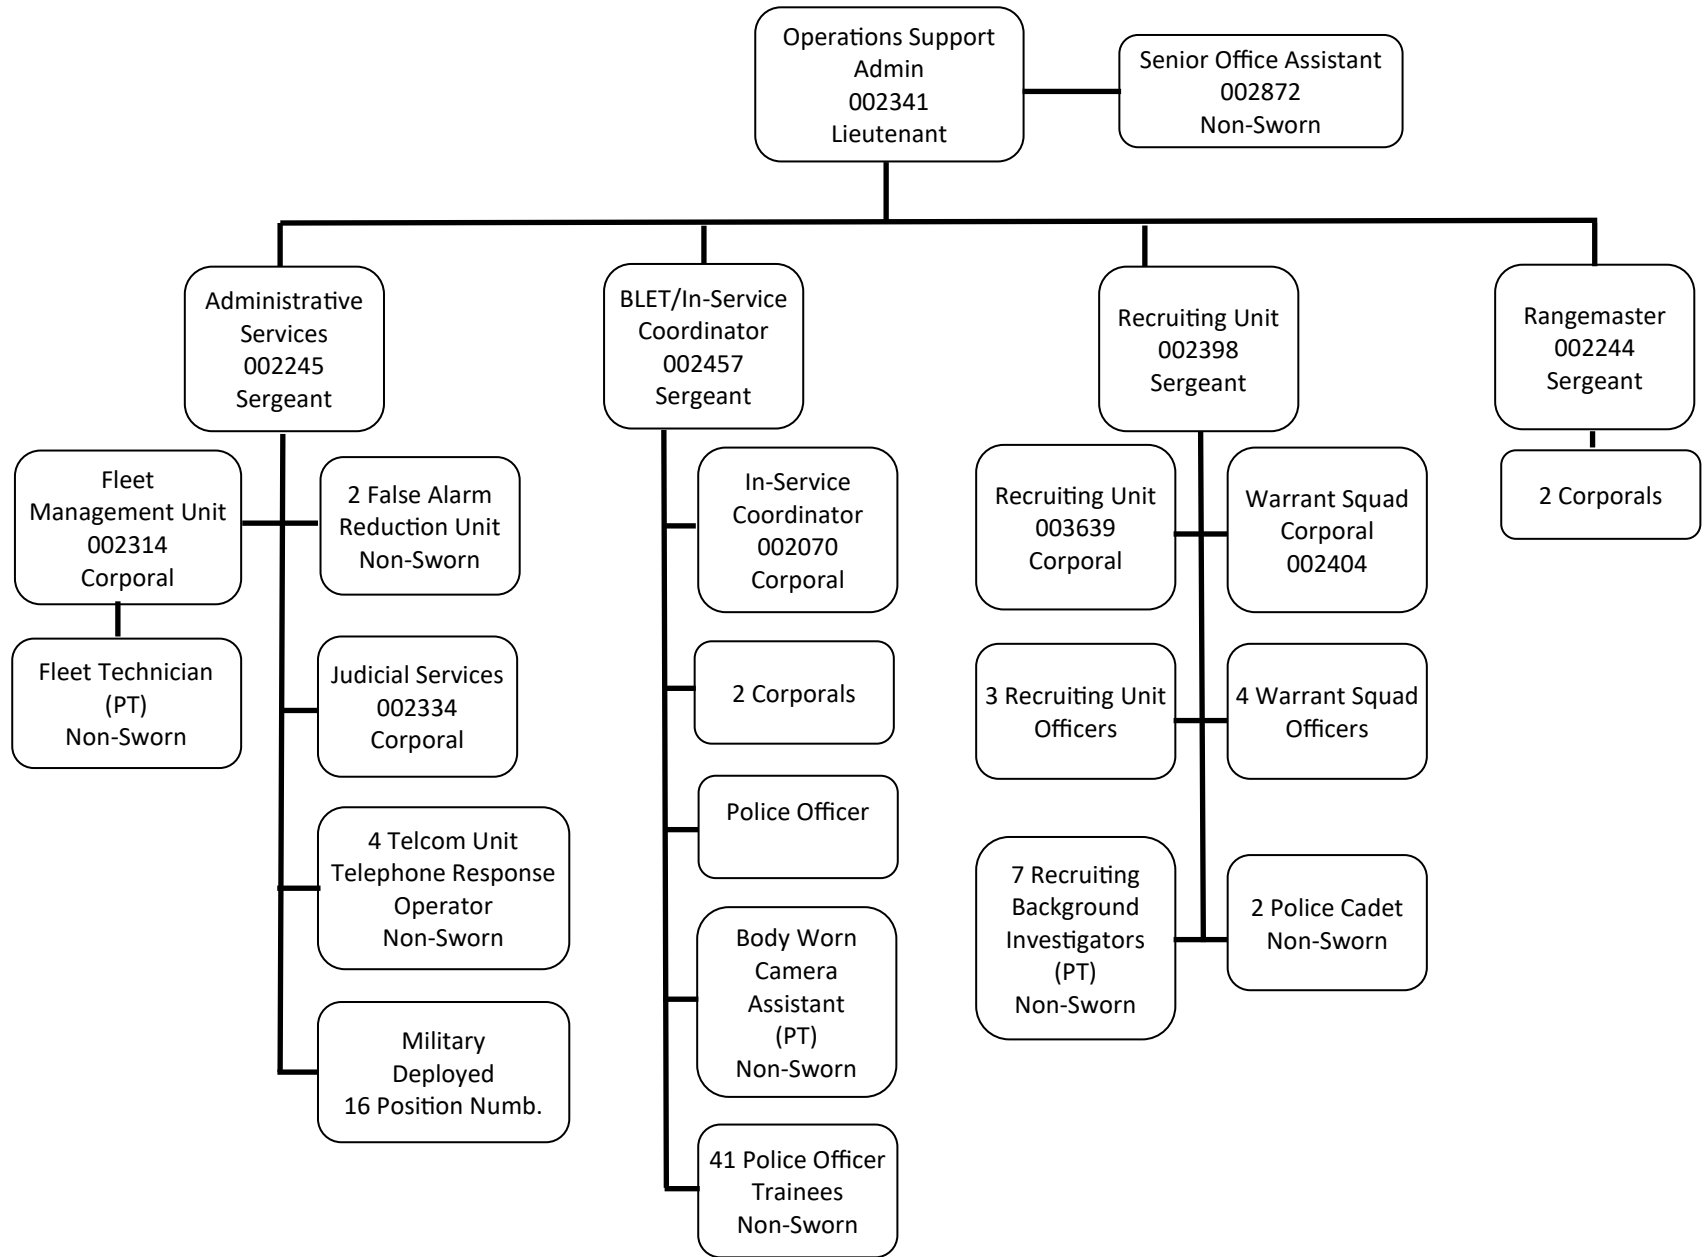 Operations Support
Admin
002341
Lieutenant
Senior Office Assistant
002872
Non-Sworn
Administrative
Services
002245
Sergeant
BLET/In-Service
Coordinator
002457
Sergeant
Recruiting Unit
002398
Sergeant
Rangemaster
002244
Sergeant
Fleet
Management Unit
002314
Corporal
2 False Alarm
Reduction Unit
Non-Sworn
Fleet Technician
(PT)
Non-Sworn
Judicial Services
002334
Corporal
4 Telcom Unit
Telephone Response
Operator
Non-Sworn
Military
Deployed
16 Position Numb.
In-Service
Coordinator
002070
Corporal
2 Corporals
Police Officer
Body Worn
Camera
Assistant
(PT)
Non-Sworn
41 Police Officer
Trainees
Non-Sworn
Recruiting Unit
003639
Corporal
Warrant Squad
Corporal
002404
3 Recruiting Unit
Officers
4 Warrant Squad
Officers
7 Recruiting
Background
Investigators
(PT)
Non-Sworn
2 Police Cadet
Non-Sworn
2 Corporals